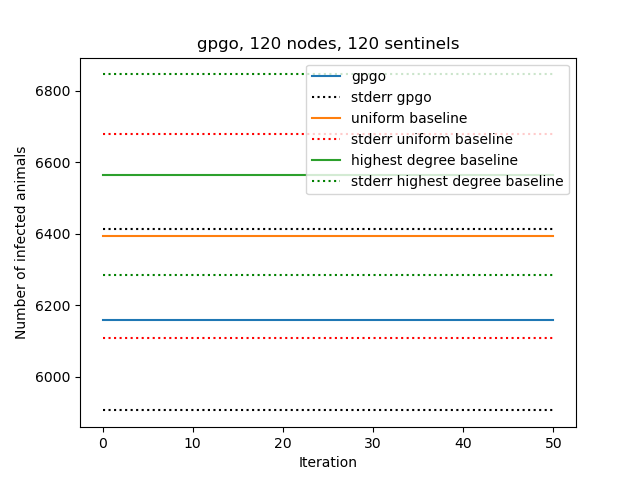 gpgo, 120 nodes, 120 sentinels
gpgo
stderr gpgo
uniform baseline
stderr uniform baseline
highest degree baseline
stderr highest degree baseline
Number of infected animals
6800
6600
6400
6200
6000
0 10 20 30 40 50
Iteration